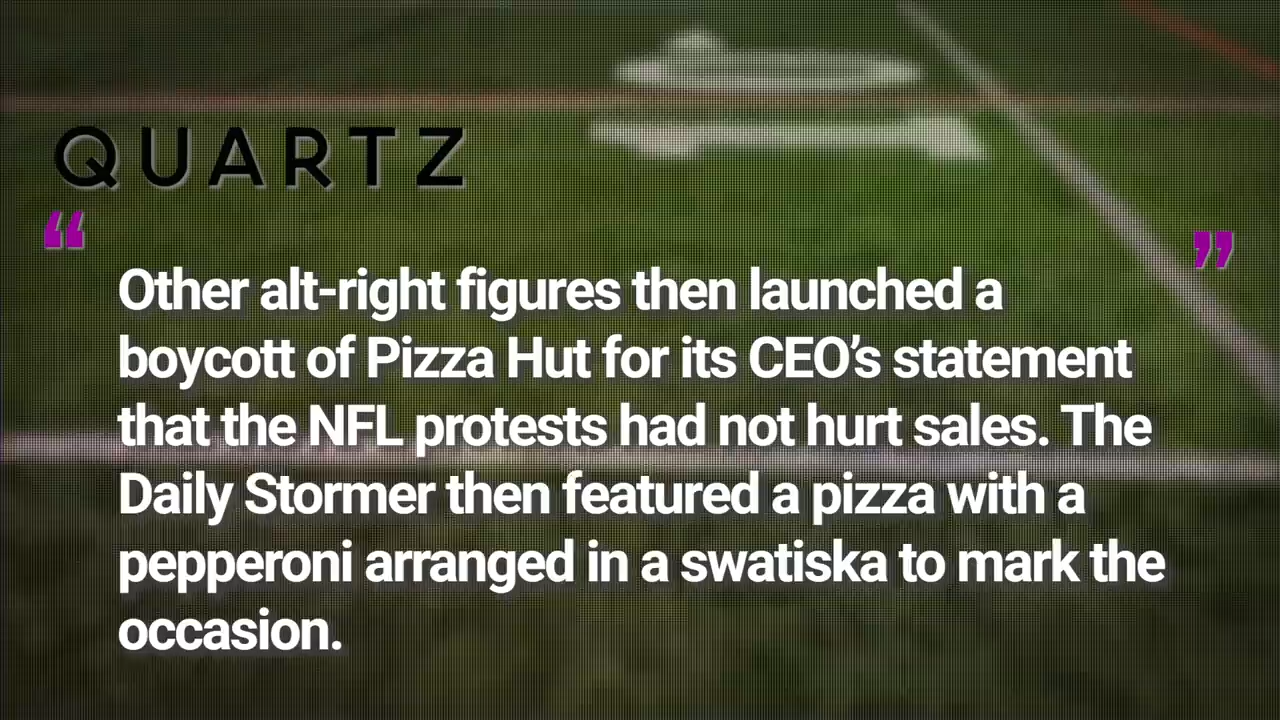 QUARTZ
“
”
Other alt-right figures then launched a
boycott of Pizza Hut for its CEO’s statement
that the NFL protests had not hurt sales. The
Daily Stormer then featured a pizza with a
pepperoni arranged in a swatiska to mark the
occasion.